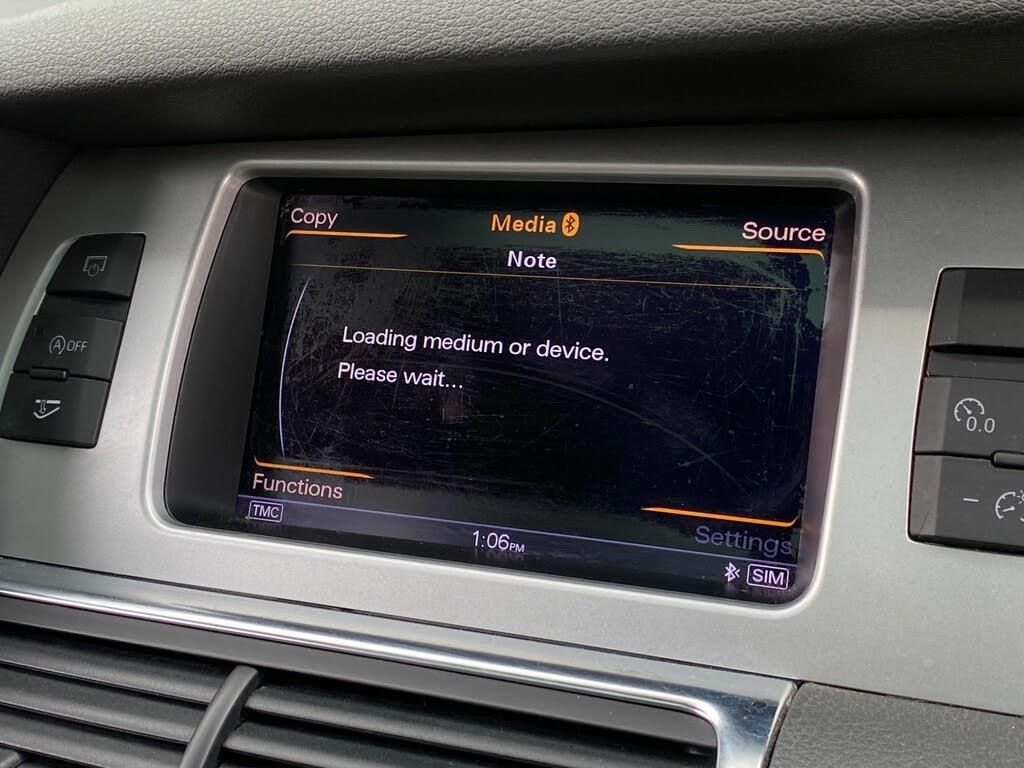 Copy
Media
Source
Note
Loading medium or device.
Please wait...
Functions
Settings
TMC
1:06PM
SIM
A OFF
0.0